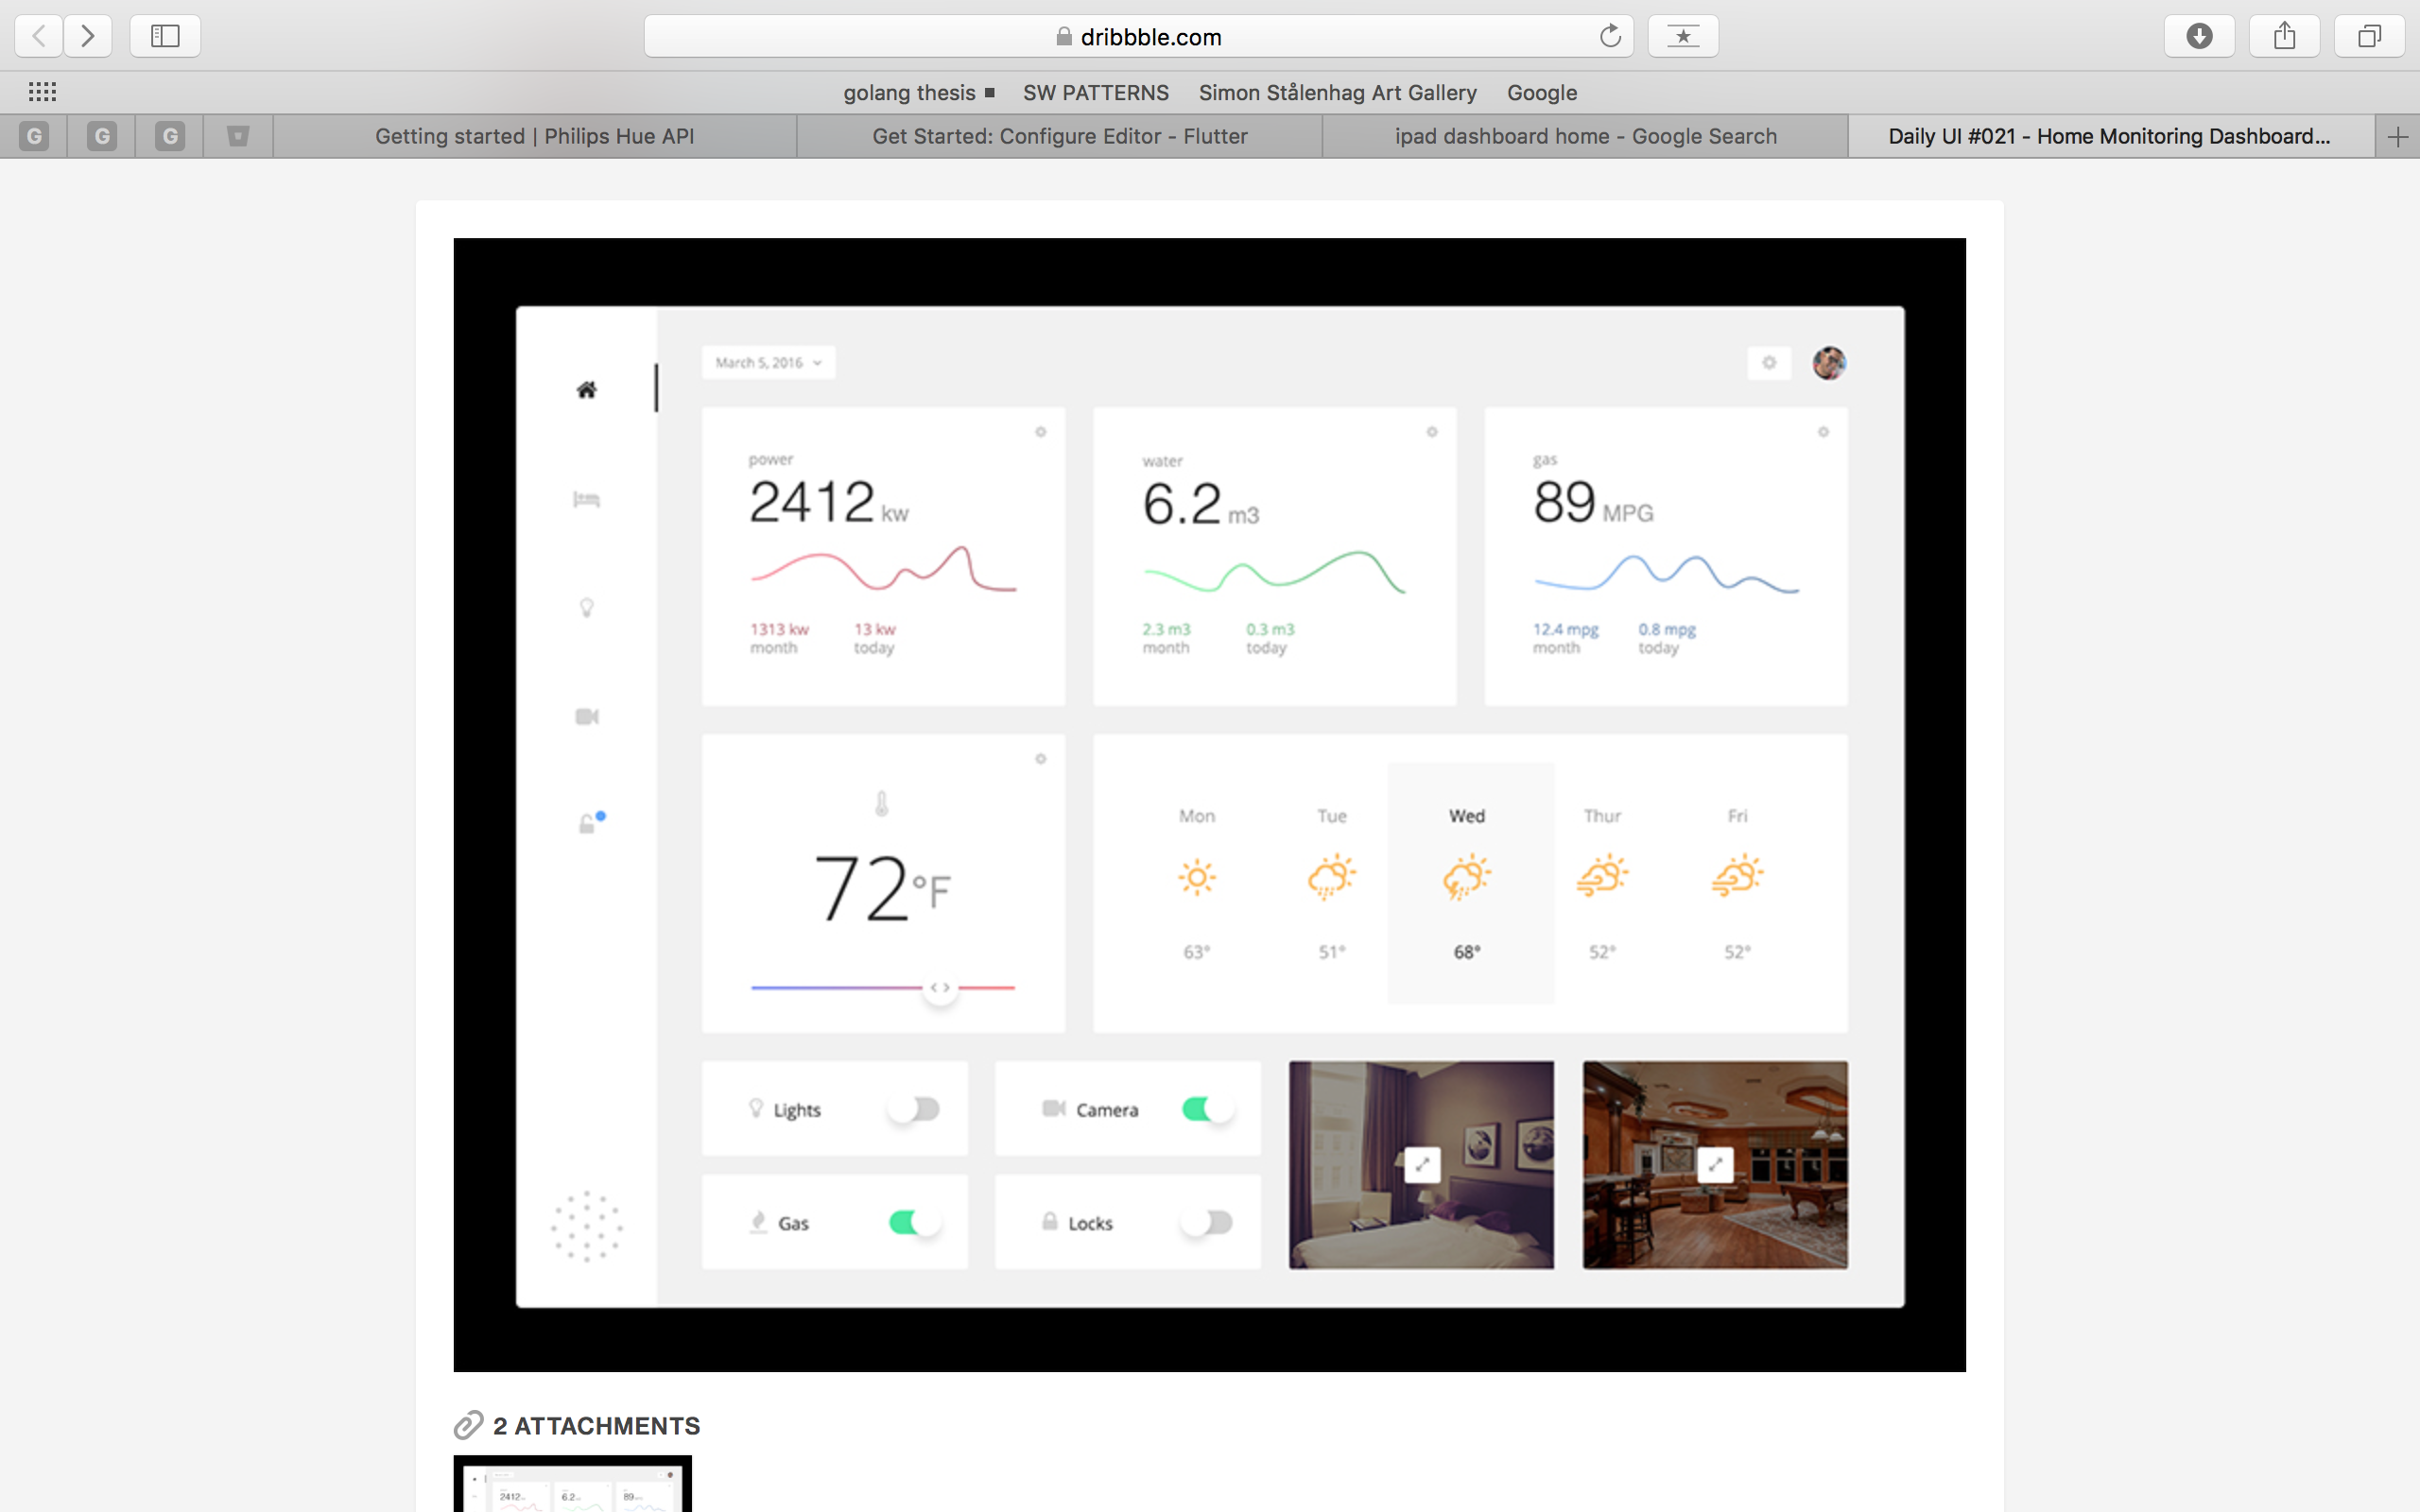 dribbble.com
golang thesis SW PATTERNS Simon Stålenhag Art Gallery Google
G G G Getting started | Philips Hue API Get Started: Configure Editor - Flutter ipad dashboard home - Google Search Daily UI #021 - Home Monitoring Dashboard...
March 5, 2016
power
2412 kw
1313 kw 13 kw
month today
water
6.2 m3
2.3 m3 0.3 m3
month today
gas
89 MPG
12.4 mpg 0.8 mpg
month today
72°F
Mon Tue Wed Thur Fri
63° 51° 68° 52° 52°
Lights Camera
Gas Locks
2 ATTACHMENTS
2412 6.2 89